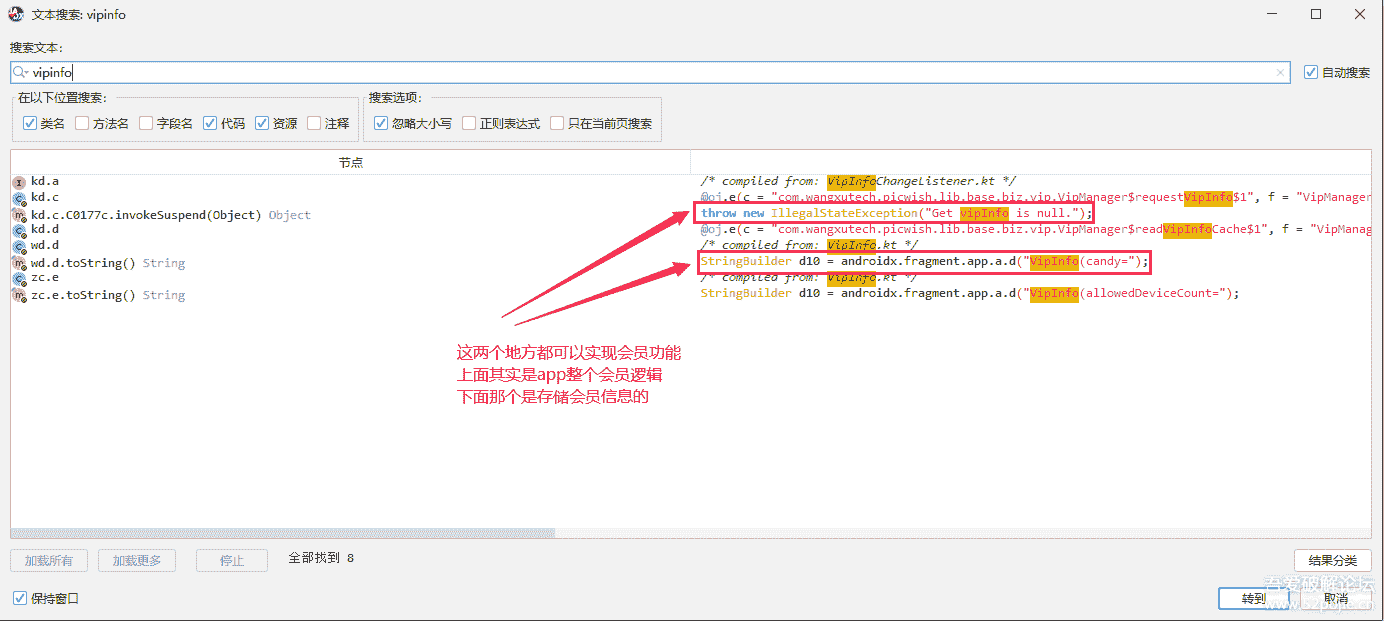 文本搜索: vipinfo
搜索文本:
vipinfo
自动搜索
在以下位置搜索:
类名 方法名 字段名 代码 资源 注释
搜索选项:
忽略大小写 正则表达式 只在当前页搜索
节点
kd.a /* compiled from: VipInfoChangeListener.kt */
kd.c @oj.e(c = "com.wangxutech.picwish.lib.base.biz.vip.VipManager$requestVipInfo$1", f = "VipManager
kd.c.C0177c.invokeSuspend(Object) Object throw new IllegalStateException("Get VipInfo is null.");
kd.d @oj.e(c = "com.wangxutech.picwish.lib.base.biz.vip.VipManager$readVipInfoCache$1", f = "VipMana
wd.d /* compiled from: VipInfo.kt */
wd.d.toString() String StringBuilder d10 = androidx.fragment.app.a.d("VipInfo(candy=");
zc.e /* compiled from: VipInfo.kt */
zc.e.toString() String StringBuilder d10 = androidx.fragment.app.a.d("VipInfo(allowedDeviceCount=");
这两个地方都可以实现会员功能
上面其实是app整个会员逻辑
下面那个是存储会员信息的
加载所有 加载更多 停止 全部找到 8
结果分类
保持窗口
转到 取消
吾爱破解论坛
www.52pojie.cn